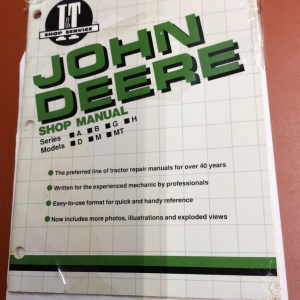 I&T
SHOP SERVICE
JOHN
DEERE
SHOP MANUAL
Series ■ A ■ B ■ G ■ H
Models ■ D ■ M ■ MT
● The preferred line of tractor repair manuals for over 40 years
● Written for the experienced mechanic by professionals
● Easy-to-use format for quick and handy reference
● Now includes more photos, illustrations and exploded views